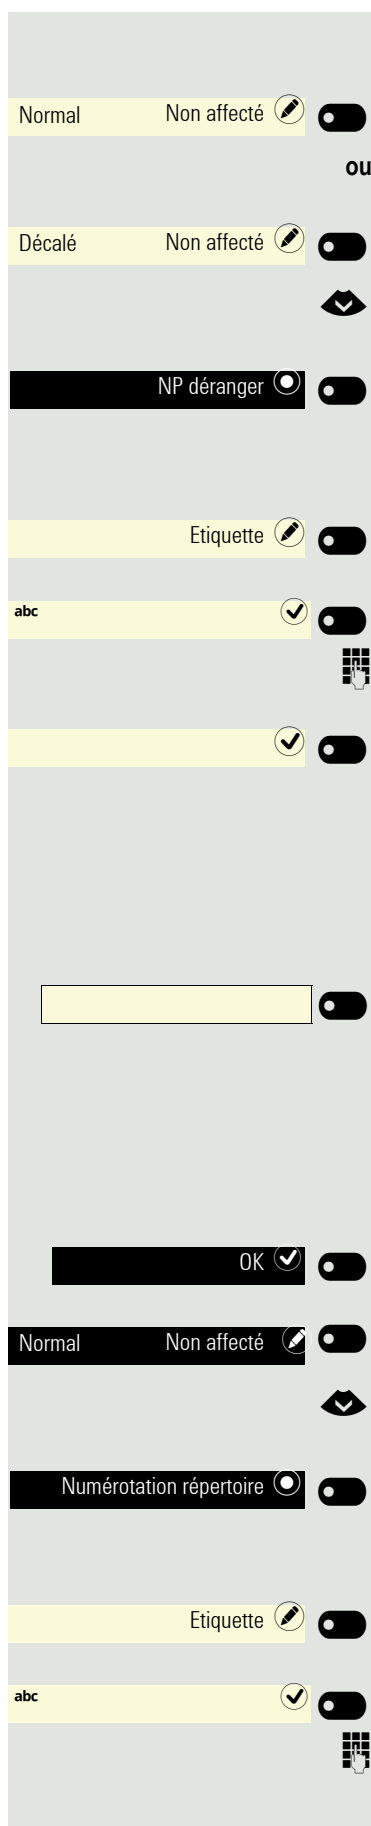 Normal Non affecté
ou
Décalé Non affecté
NP déranger
Etiquette
abc
OK
Normal Non affecté
Numérotation répertoire
Etiquette
abc